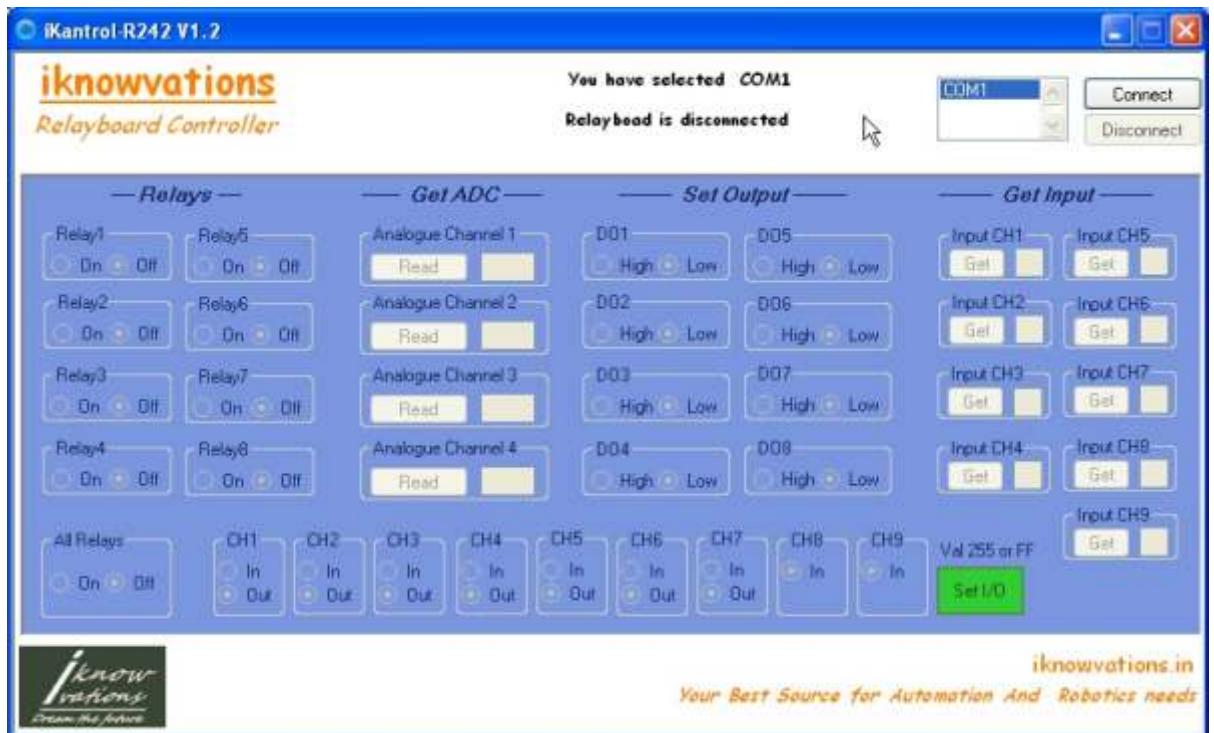 iKantrol-R242 V1.2
iknowvations
Relayboard Controller
You have selected COM1
Relayboad is disconnected
COM1
Connect
Disconnect
Relays
Get ADC
Set Output
Get Input
Relay1
On Off
Relay5
On Off
Analogue Channel 1
Read
DO1
High Low
DO5
High Low
Input CH1
Get
Input CH5
Get
Relay2
On Off
Relay6
On Off
Analogue Channel 2
Read
DO2
High Low
DO6
High Low
Input CH2
Get
Input CH6
Get
Relay3
On Off
Relay7
On Off
Analogue Channel 3
Read
DO3
High Low
DO7
High Low
Input CH3
Get
Input CH7
Get
Relay4
On Off
Relay8
On Off
Analogue Channel 4
Read
DO4
High Low
DO8
High Low
Input CH4
Get
Input CH8
Get
Input CH9
Get
All Relays
On Off
CH1
In
Out
CH2
In
Out
CH3
In
Out
CH4
In
Out
CH5
In
Out
CH6
In
Out
CH7
In
Out
CH8
In
CH9
In
Val 255 or FF
Set I/O
iknow
vations
Dream the future
iknowvations.in
Your Best Source for Automation And Robotics needs